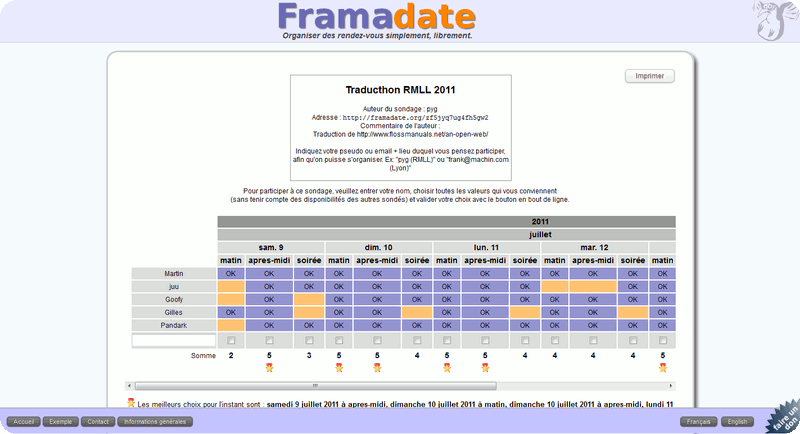 Framadate
Organiser des rendez-vous simplement, librement.
Imprimer
Traducthon RMLL 2011
Auteur du sondage : pyg
Adresse : http://framadate.org/zf5jyq7ug4fh5gw2
Commentaire de l'auteur :
Traduction de http://www.flossmanuals.net/an-open-web/
Indiquez votre pseudo ou email + lieu duquel vous pensez participer,
afin qu'on puisse s'organiser. Ex: "pyg (RMLL)" ou "frank@machin.com
(Lyon)"
Pour participer à ce sondage, veuillez entrer votre nom, choisir toutes les valeurs qui vous conviennent
(sans tenir compte des disponibilités des autres sondés) et valider votre choix avec le bouton en bout de ligne.
2011
juillet
sam. 9 dim. 10 lun. 11 mar. 12
matin apres-midi soirée matin apres-midi soirée matin apres-midi soirée matin apres-midi soirée matin
Martin OK OK OK OK OK OK OK OK OK OK OK OK OK
juu OK OK OK OK OK OK OK OK OK OK
Goofy OK OK OK OK OK OK OK OK OK OK OK
Gilles OK OK OK OK OK OK OK OK OK
Pandark OK OK OK OK OK OK OK OK OK OK OK OK
Somme 2 5 3 5 5 4 5 5 4 4 4 4 5
Les meilleurs choix pour l'instant sont : samedi 9 juillet 2011 à apres-midi, dimanche 10 juillet 2011 à matin, dimanche 10 juillet 2011 à apres-midi, lundi 11
Accueil Exemple Contact Informations générales Français English
faire un
don